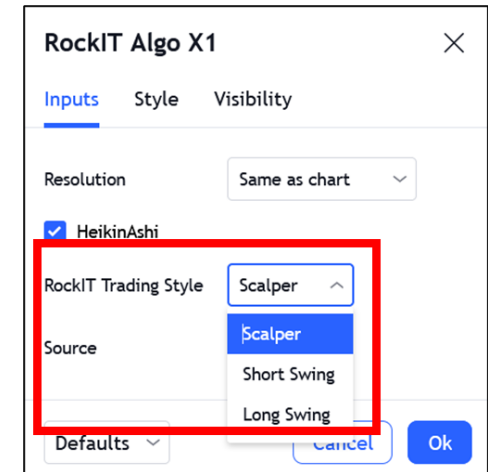 RockIT Algo X1
Inputs Style Visibility
Resolution Same as chart
HeikinAshi
RockIT Trading Style Scalper
Source Scalper
Short Swing
Long Swing
Defaults Cancel Ok